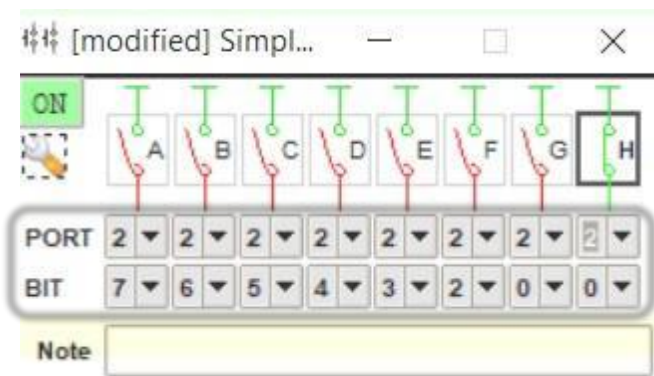 [modified] Simpl...
ON
A B C D E F G H
PORT 2 2 2 2 2 2 2 2
BIT 7 6 5 4 3 2 0 0
Note